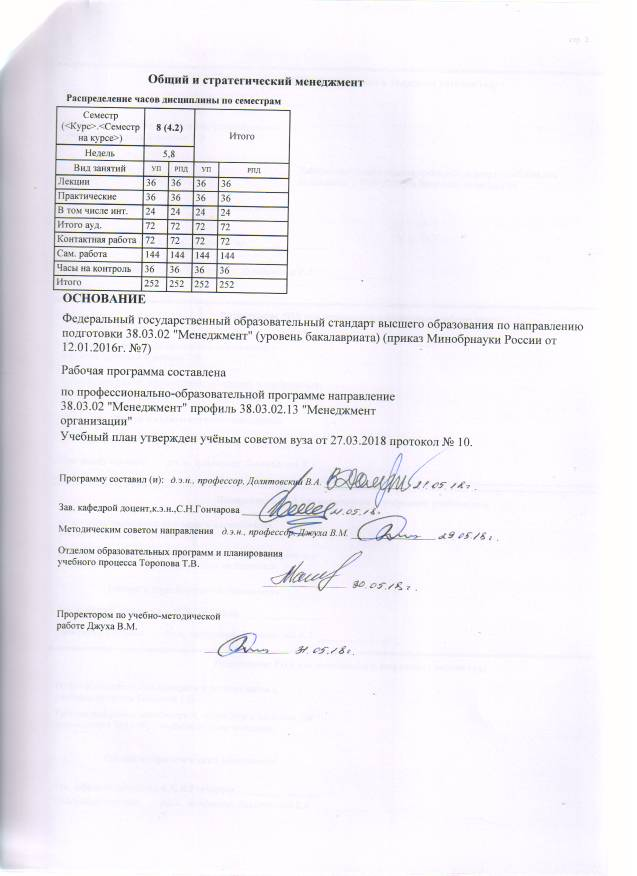 стр. 2
Общий и стратегический менеджмент
Распределение часов дисциплины по семестрам
Семестр
(<Курс>.<Семестр
на курсе>)
8 (4.2)
Итого
Недель 5,8
Вид занятий УП РПД УП РПД
Лекции 36 36 36 36
Практические 36 36 36 36
В том числе инт. 24 24 24 24
Итого ауд. 72 72 72 72
Контактная работа 72 72 72 72
Сам. работа 144 144 144 144
Часы на контроль 36 36 36 36
Итого 252 252 252 252
ОСНОВАНИЕ
Федеральный государственный образовательный стандарт высшего образования по направлению
подготовки 38.03.02 "Менеджмент" (уровень бакалавриата) (приказ Минобрнауки России от
12.01.2016г. №7)
Рабочая программа составлена
по профессионально-образовательной программе направление
38.03.02 "Менеджмент" профиль 38.03.02.13 "Менеджмент
организации"
Учебный план утвержден учёным советом вуза от 27.03.2018 протокол № 10.
Программу составил (и): д.э.н., профессор, Долятовский В.А. 21.05.18г.
Зав. кафедрой доцент,к.э.н.,С.Н.Гончарова 21.05.18г.
Методическим советом направления д.э.н., профессор, Джуха В.М. 29.05.18г.
Отделом образовательных программ и планирования
учебного процесса Торопова Т.В.
30.05.18г.
Проректором по учебно-методической
работе Джуха В.М.
31.05.18г.